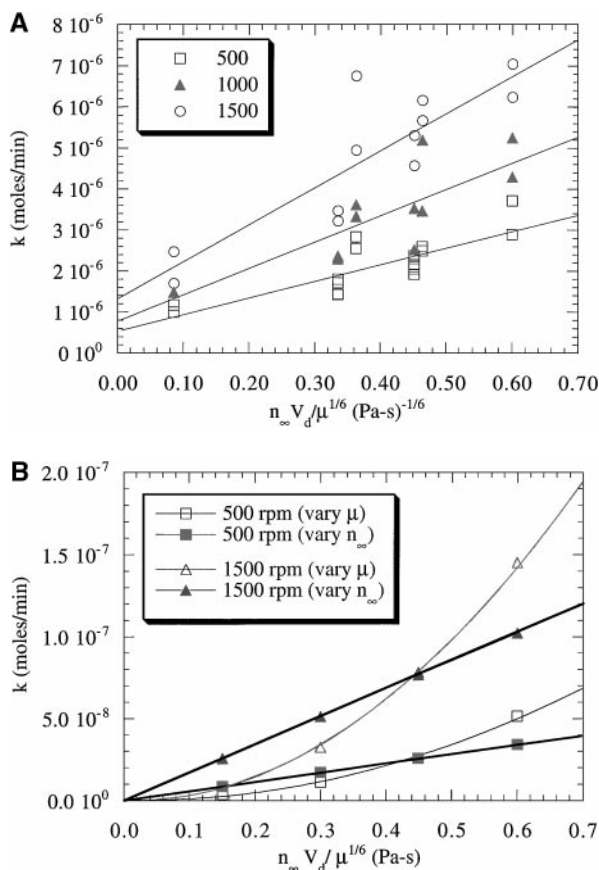 A
8 10⁻⁶
7 10⁻⁶
6 10⁻⁶
5 10⁻⁶
4 10⁻⁶
3 10⁻⁶
2 10⁻⁶
1 10⁻⁶
0 10⁰
k (moles/min)
500
1000
1500
0.00 0.10 0.20 0.30 0.40 0.50 0.60 0.70
n∞V_d/μ^1/6 (Pa-s)^-1/6
B
2.0 10⁻⁷
1.5 10⁻⁷
1.0 10⁻⁷
5.0 10⁻⁸
0.0 10⁰
k (moles/min)
500 rpm (vary μ)
500 rpm (vary n∞)
1500 rpm (vary μ)
1500 rpm (vary n∞)
0.0 0.1 0.2 0.3 0.4 0.5 0.6 0.7
n∞V_d/ μ^1/6 (Pa-s)